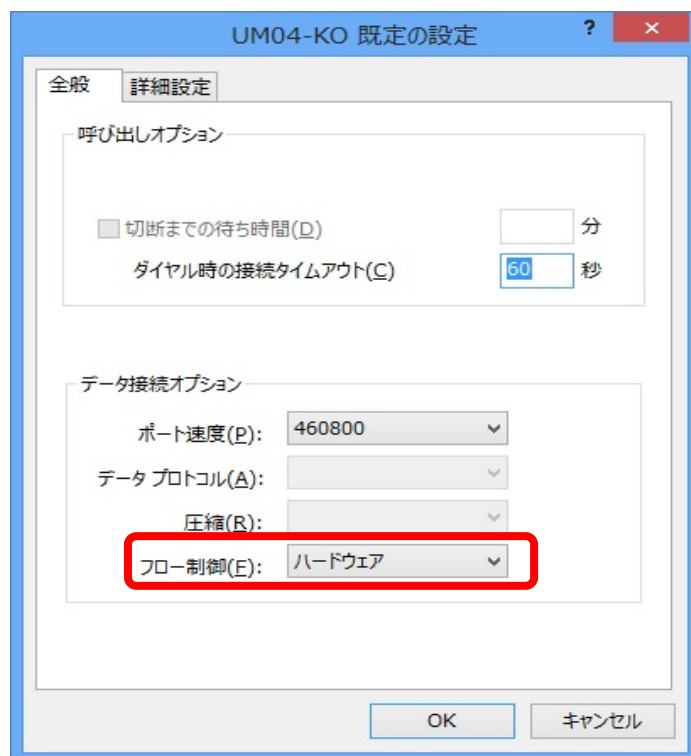 UM04-KO 既定の設定
?
×
全般
詳細設定
呼び出しオプション
切断までの待ち時間(D) 分
ダイヤル時の接続タイムアウト(C) 60 秒
データ接続オプション
ポート速度(P): 460800
データ プロトコル(A):
圧縮(R):
フロー制御(F): ハードウェア
OK
キャンセル